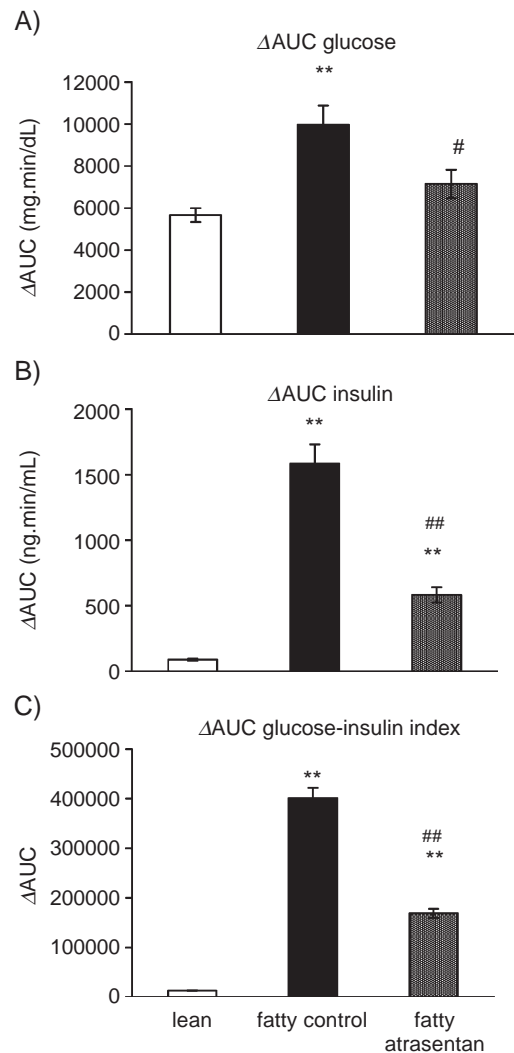 A)
ΔAUC glucose
ΔAUC (mg.min/dL)
12000
10000
8000
6000
4000
2000
0
**
#
B)
ΔAUC insulin
ΔAUC (ng.min/mL)
2000
1500
1000
500
0
**
##
**
C)
ΔAUC glucose-insulin index
ΔAUC
500000
400000
300000
200000
100000
0
**
##
**
lean
fatty control
fatty
atrasentan